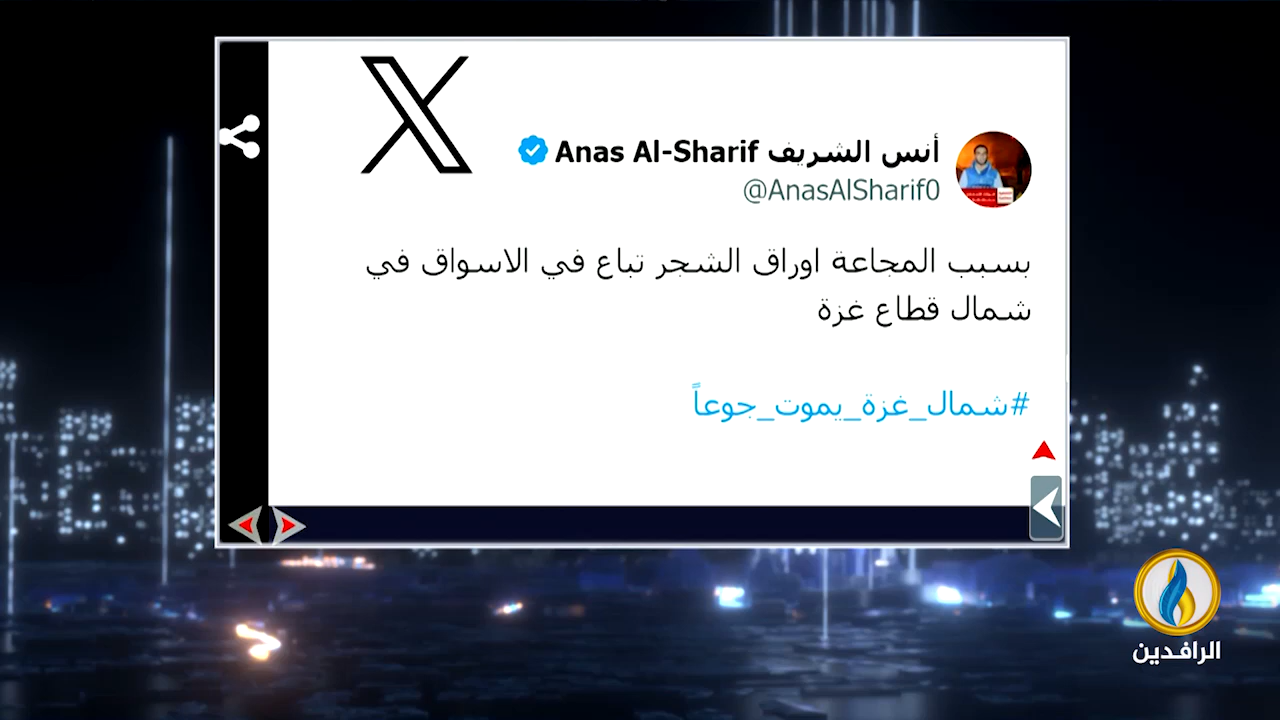 أنس الشريف Anas Al-Sharif
@AnasAlSharif0
بسبب المجاعة اوراق الشجر تباع في الاسواق في
شمال قطاع غزة
#شمال_غزة_يموت_جوعاً
الرافدين